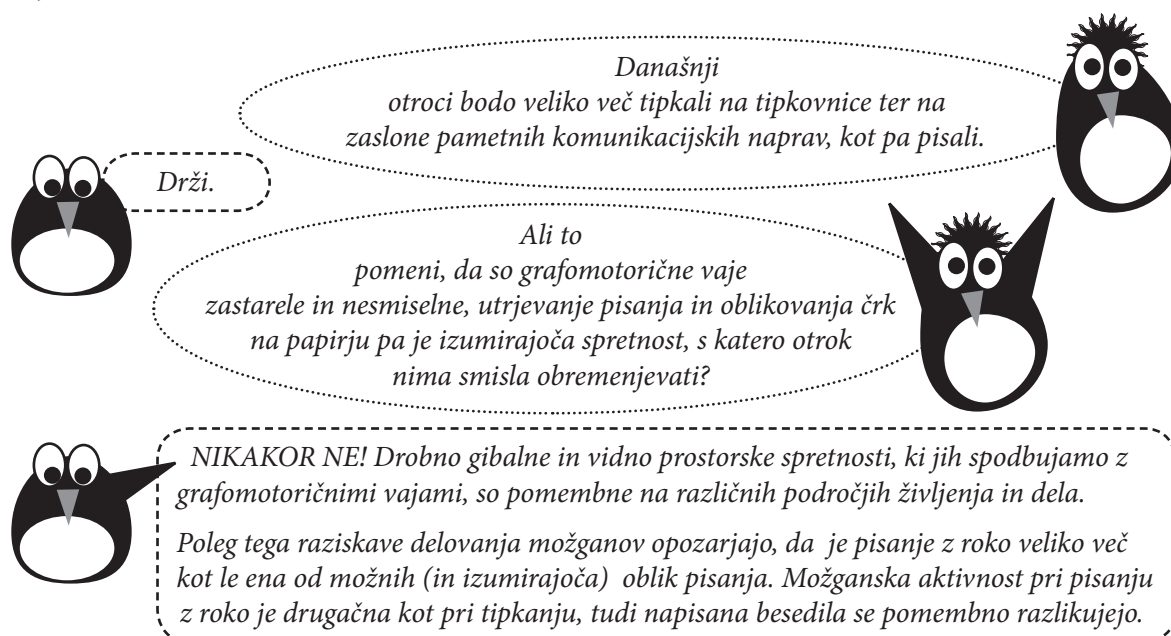 Današnji
otroci bodo veliko več tipkali na tipkovnice ter na
zaslone pametnih komunikacijskih naprav, kot pa pisali.
Drži.
Ali to
pomeni, da so grafomotorične vaje
zastarele in nesmiselne, utrjevanje pisanja in oblikovanja črk
na papirju pa je izumirajoča spretnost, s katero otrok
nima smisla obremenjevati?
NIKAKOR NE! Drobno gibalne in vidno prostorske spretnosti, ki jih spodbujamo z
grafomotoričnimi vajami, so pomembne na različnih področjih življenja in dela.
Poleg tega raziskave delovanja možganov opozarjajo, da je pisanje z roko veliko več
kot le ena od možnih (in izumirajoča) oblik pisanja. Možganska aktivnost pri pisanju
z roko je drugačna kot pri tipkanju, tudi napisana besedila se pomembno razlikujejo.